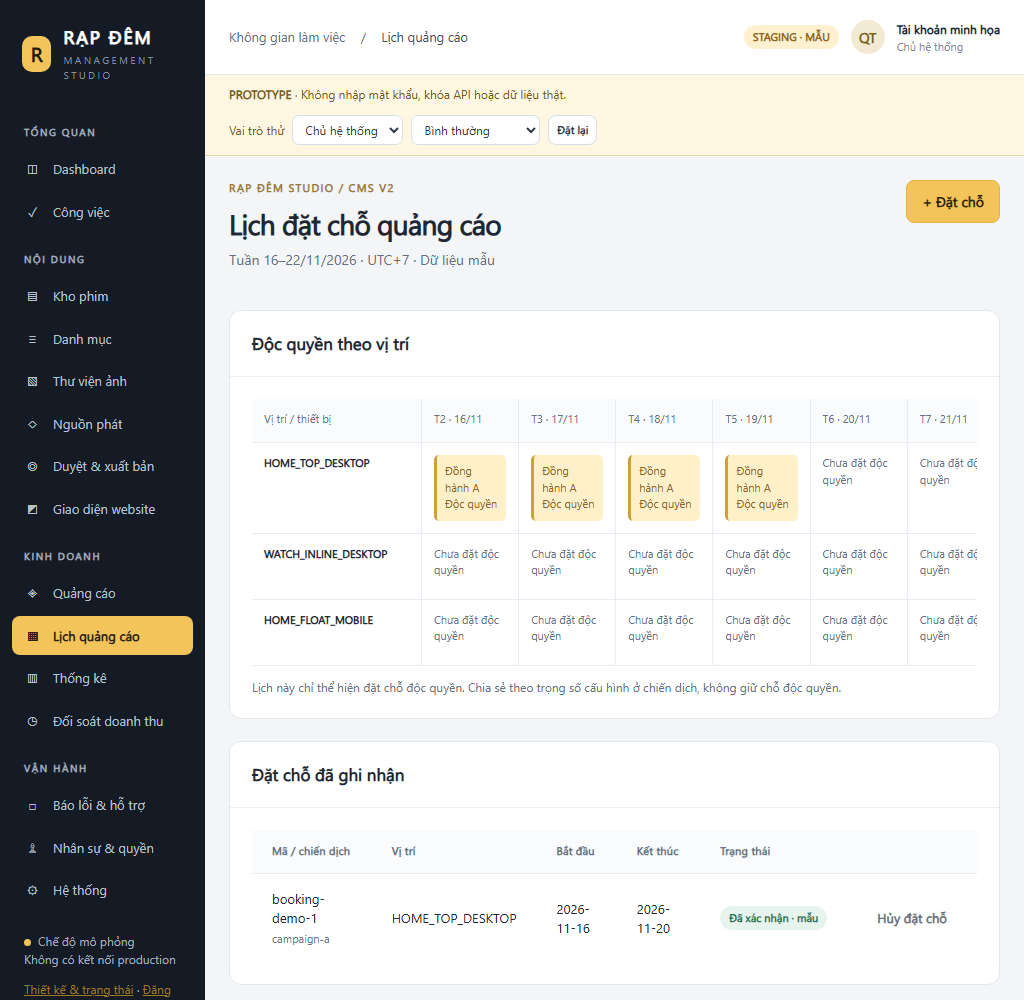 R
RẠP ĐÊM
MANAGEMENT
STUDIO
TỔNG QUAN
Dashboard
Công việc
NỘI DUNG
Kho phim
Danh mục
Thư viện ảnh
Nguồn phát
Duyệt & xuất bản
Giao diện website
KINH DOANH
Quảng cáo
Lịch quảng cáo
Thống kê
Đối soát doanh thu
VẬN HÀNH
Báo lỗi & hỗ trợ
Nhân sự & quyền
Hệ thống
Chế độ mô phỏng
Không có kết nối production
Thiết kế & trạng thái · Đăng
Không gian làm việc / Lịch quảng cáo
STAGING · MẪU
QT
Tài khoản minh họa
Chủ hệ thống
PROTOTYPE · Không nhập mật khẩu, khóa API hoặc dữ liệu thật.
Vai trò thử
Chủ hệ thống
Bình thường
Đặt lại
RẠP ĐÊM STUDIO / CMS V2
Lịch đặt chỗ quảng cáo
Tuần 16–22/11/2026 · UTC+7 · Dữ liệu mẫu
+ Đặt chỗ
Độc quyền theo vị trí
Vị trí / thiết bị T2 · 16/11 T3 · 17/11 T4 · 18/11 T5 · 19/11 T6 · 20/11 T7 · 21/11
HOME_TOP_DESKTOP
Đồng hành A Độc quyền
Đồng hành A Độc quyền
Đồng hành A Độc quyền
Đồng hành A Độc quyền
Chưa đặt độc quyền
Chưa đặt độc quyền
WATCH_INLINE_DESKTOP
Chưa đặt độc quyền
Chưa đặt độc quyền
Chưa đặt độc quyền
Chưa đặt độc quyền
Chưa đặt độc quyền
Chưa đặt độc quyền
HOME_FLOAT_MOBILE
Chưa đặt độc quyền
Chưa đặt độc quyền
Chưa đặt độc quyền
Chưa đặt độc quyền
Chưa đặt độc quyền
Chưa đặt độc quyền
Lịch này chỉ thể hiện đặt chỗ độc quyền. Chia sẻ theo trọng số cấu hình ở chiến dịch, không giữ chỗ độc quyền.
Đặt chỗ đã ghi nhận
Mã / chiến dịch Vị trí Bắt đầu Kết thúc Trạng thái
booking-
demo-1
campaign-a
HOME_TOP_DESKTOP
2026-
11-16
2026-
11-20
Đã xác nhận · mẫu
Hủy đặt chỗ